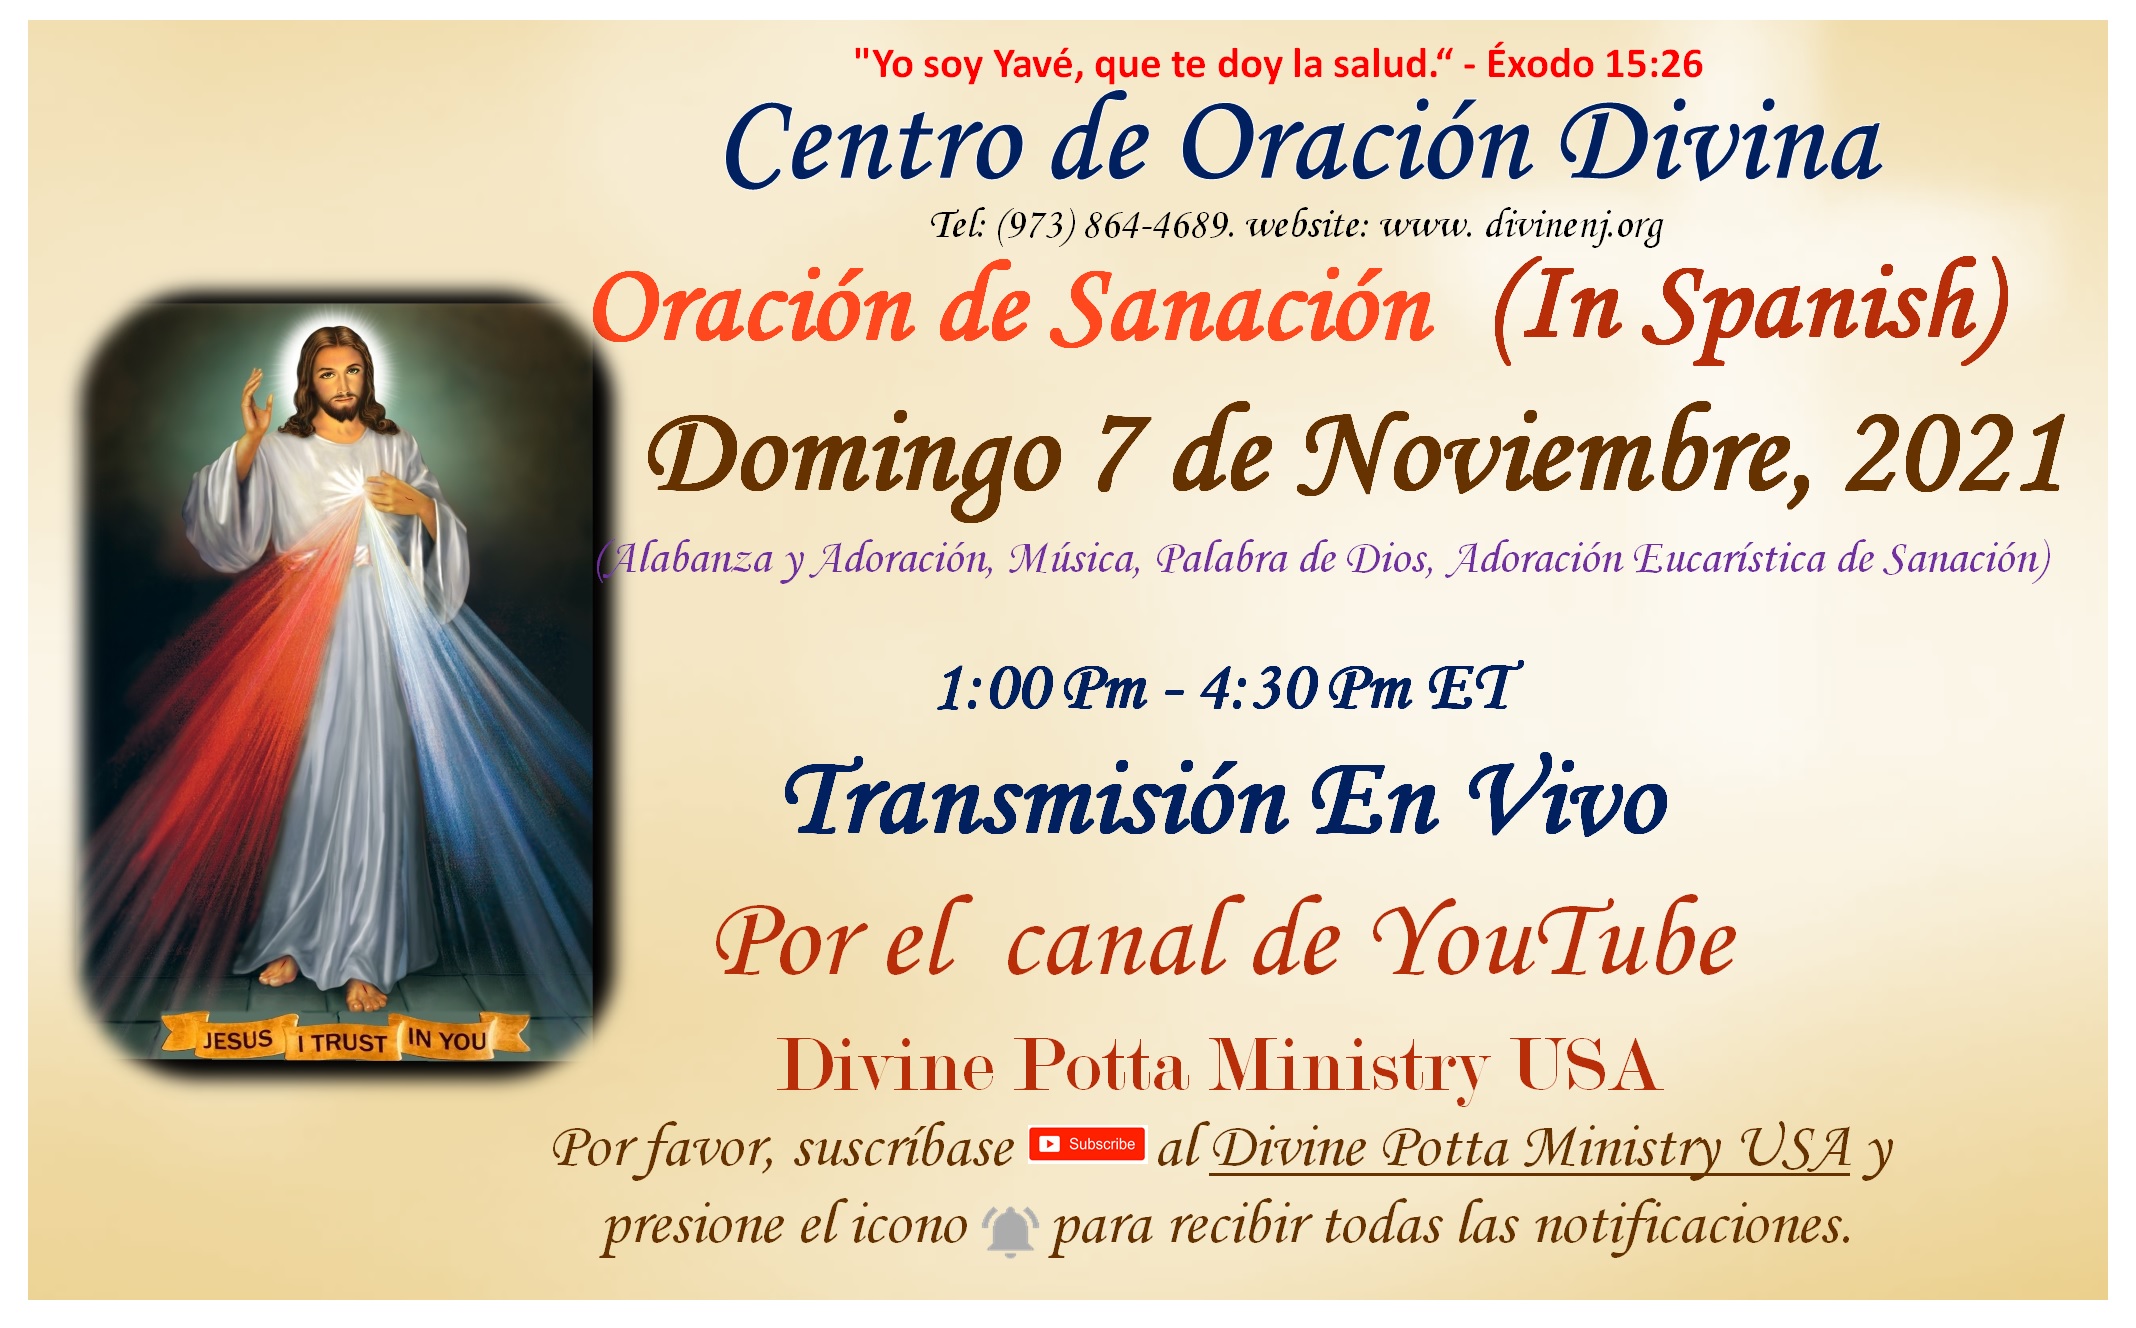 "Yo soy Yavé, que te doy la salud.“ - Éxodo 15:26
Centro de Oración Divina
Tel: (973) 864-4689. website: www. divinenj.org
Oración de Sanación (In Spanish)
Domingo 7 de Noviembre, 2021
(Alabanza y Adoración, Música, Palabra de Dios, Adoración Eucarística de Sanación)
1:00 Pm - 4:30 Pm ET
Transmisión En Vivo
Por el canal de YouTube
JESUS I TRUST IN YOU
Divine Potta Ministry USA
Por favor, suscríbase Subscribe al Divine Potta Ministry USA y
presione el icono para recibir todas las notificaciones.